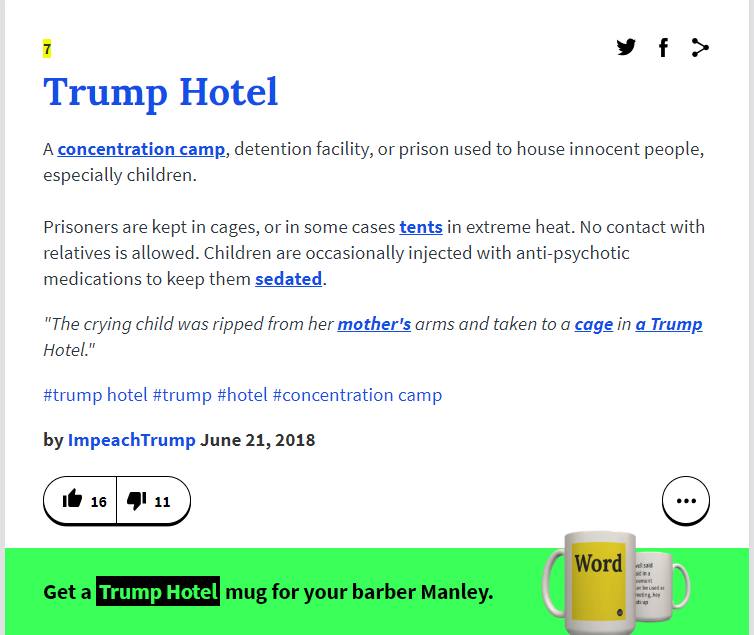 7
Trump Hotel
A concentration camp, detention facility, or prison used to house innocent people,
especially children.
Prisoners are kept in cages, or in some cases tents in extreme heat. No contact with
relatives is allowed. Children are occasionally injected with anti-psychotic
medications to keep them sedated.
"The crying child was ripped from her mother's arms and taken to a cage in a Trump
Hotel."
#trump hotel #trump #hotel #concentration camp
by ImpeachTrump June 21, 2018
16 11
Get a Trump Hotel mug for your barber Manley.
Word